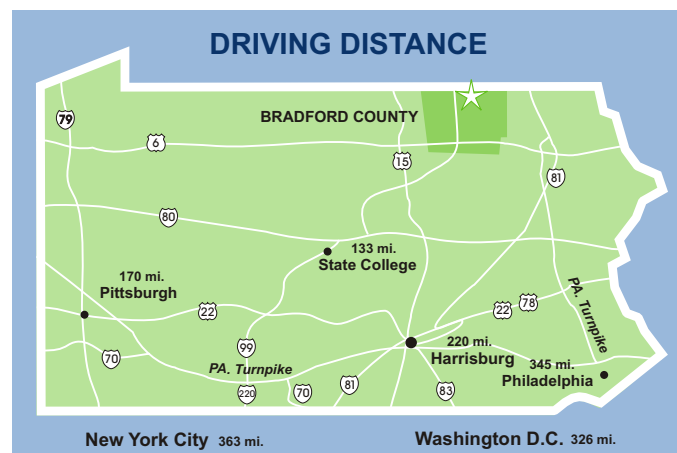 DRIVING DISTANCE
79
BRADFORD COUNTY
6
15
81
80
133 mi.
State College
170 mi.
Pittsburgh
PA. Turnpike
22
22
78
99
220 mi.
Harrisburg
70
PA. Turnpike
345 mi.
Philadelphia
220
70
81
83
New York City 363 mi.
Washington D.C. 326 mi.